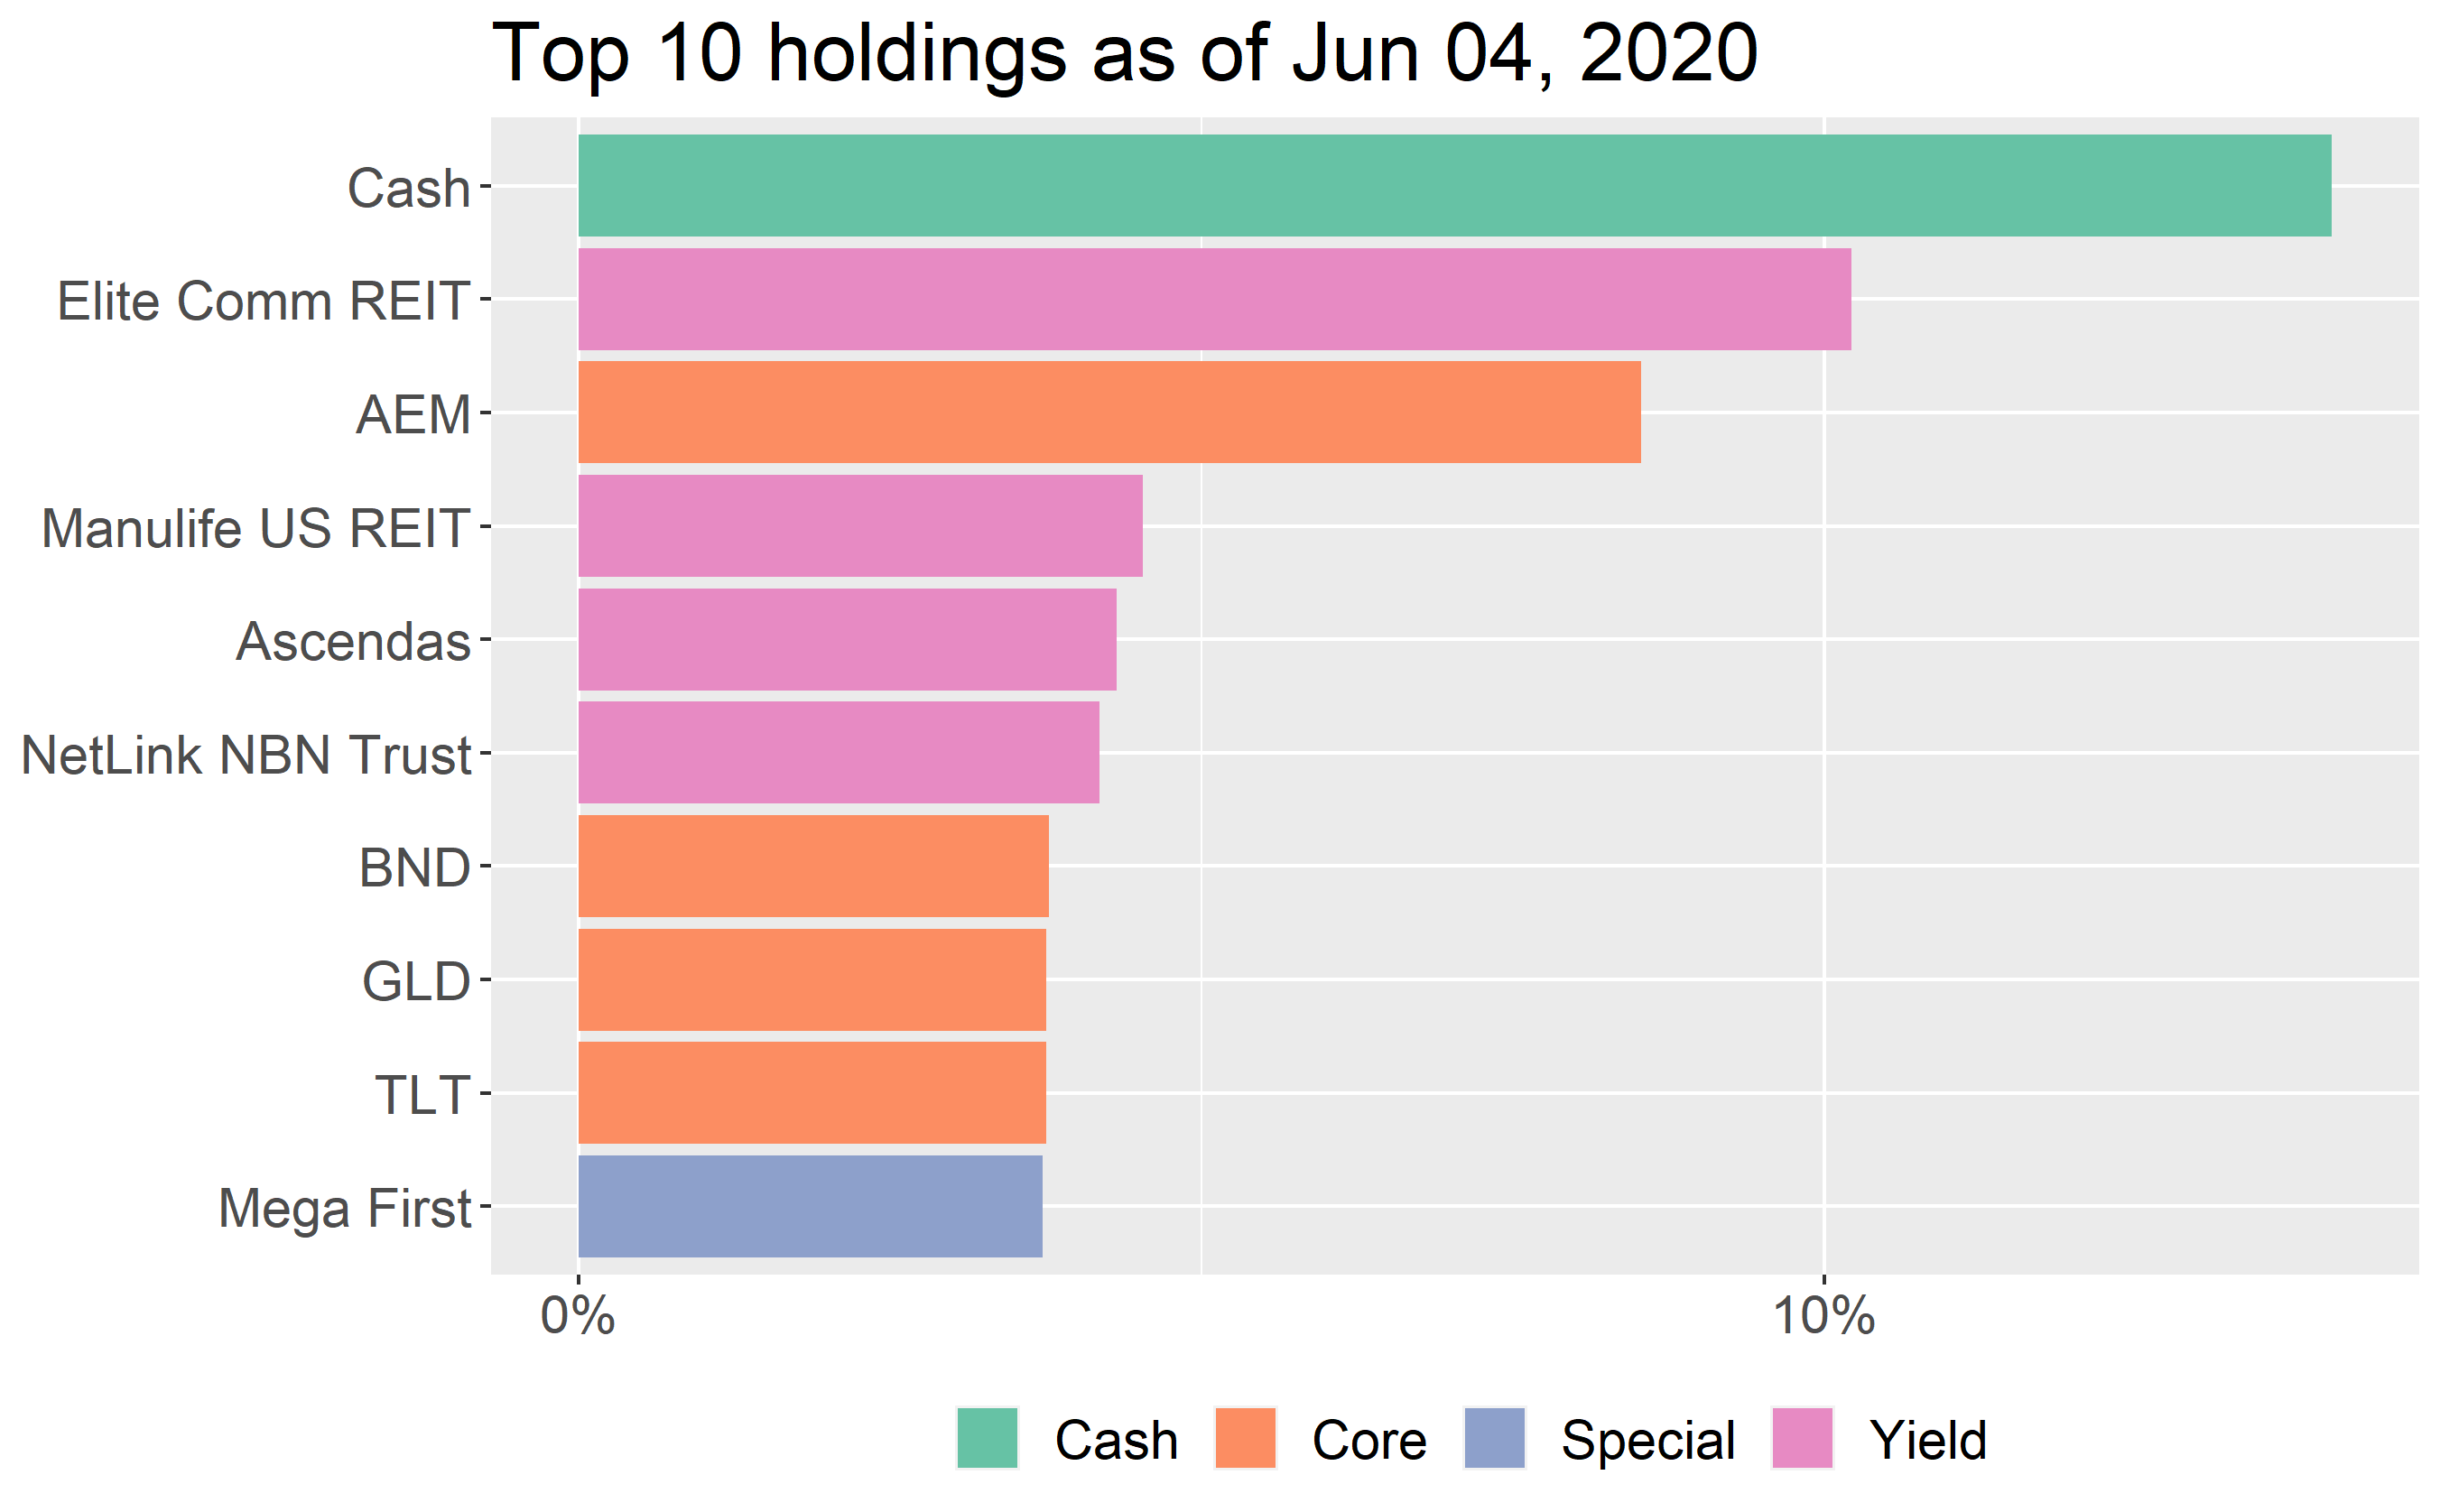 Top 10 holdings as of Jun 04, 2020
Cash
Elite Comm REIT
AEM
Manulife US REIT
Ascendas
NetLink NBN Trust
BND
GLD
TLT
Mega First
0% 10%
Cash Core Special Yield